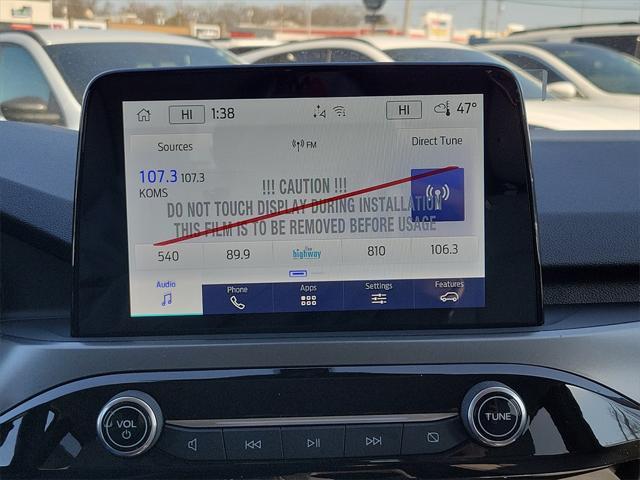 HI 1:38 HI 47°
Sources FM Direct Tune
107.3 107.3
KOMS
!!! CAUTION !!!
DO NOT TOUCH DISPLAY DURING INSTALLATION
THIS FILM IS TO BE REMOVED BEFORE USAGE
540 89.9 the highway 810 106.3
Audio Phone Apps Settings Features
VOL TUNE